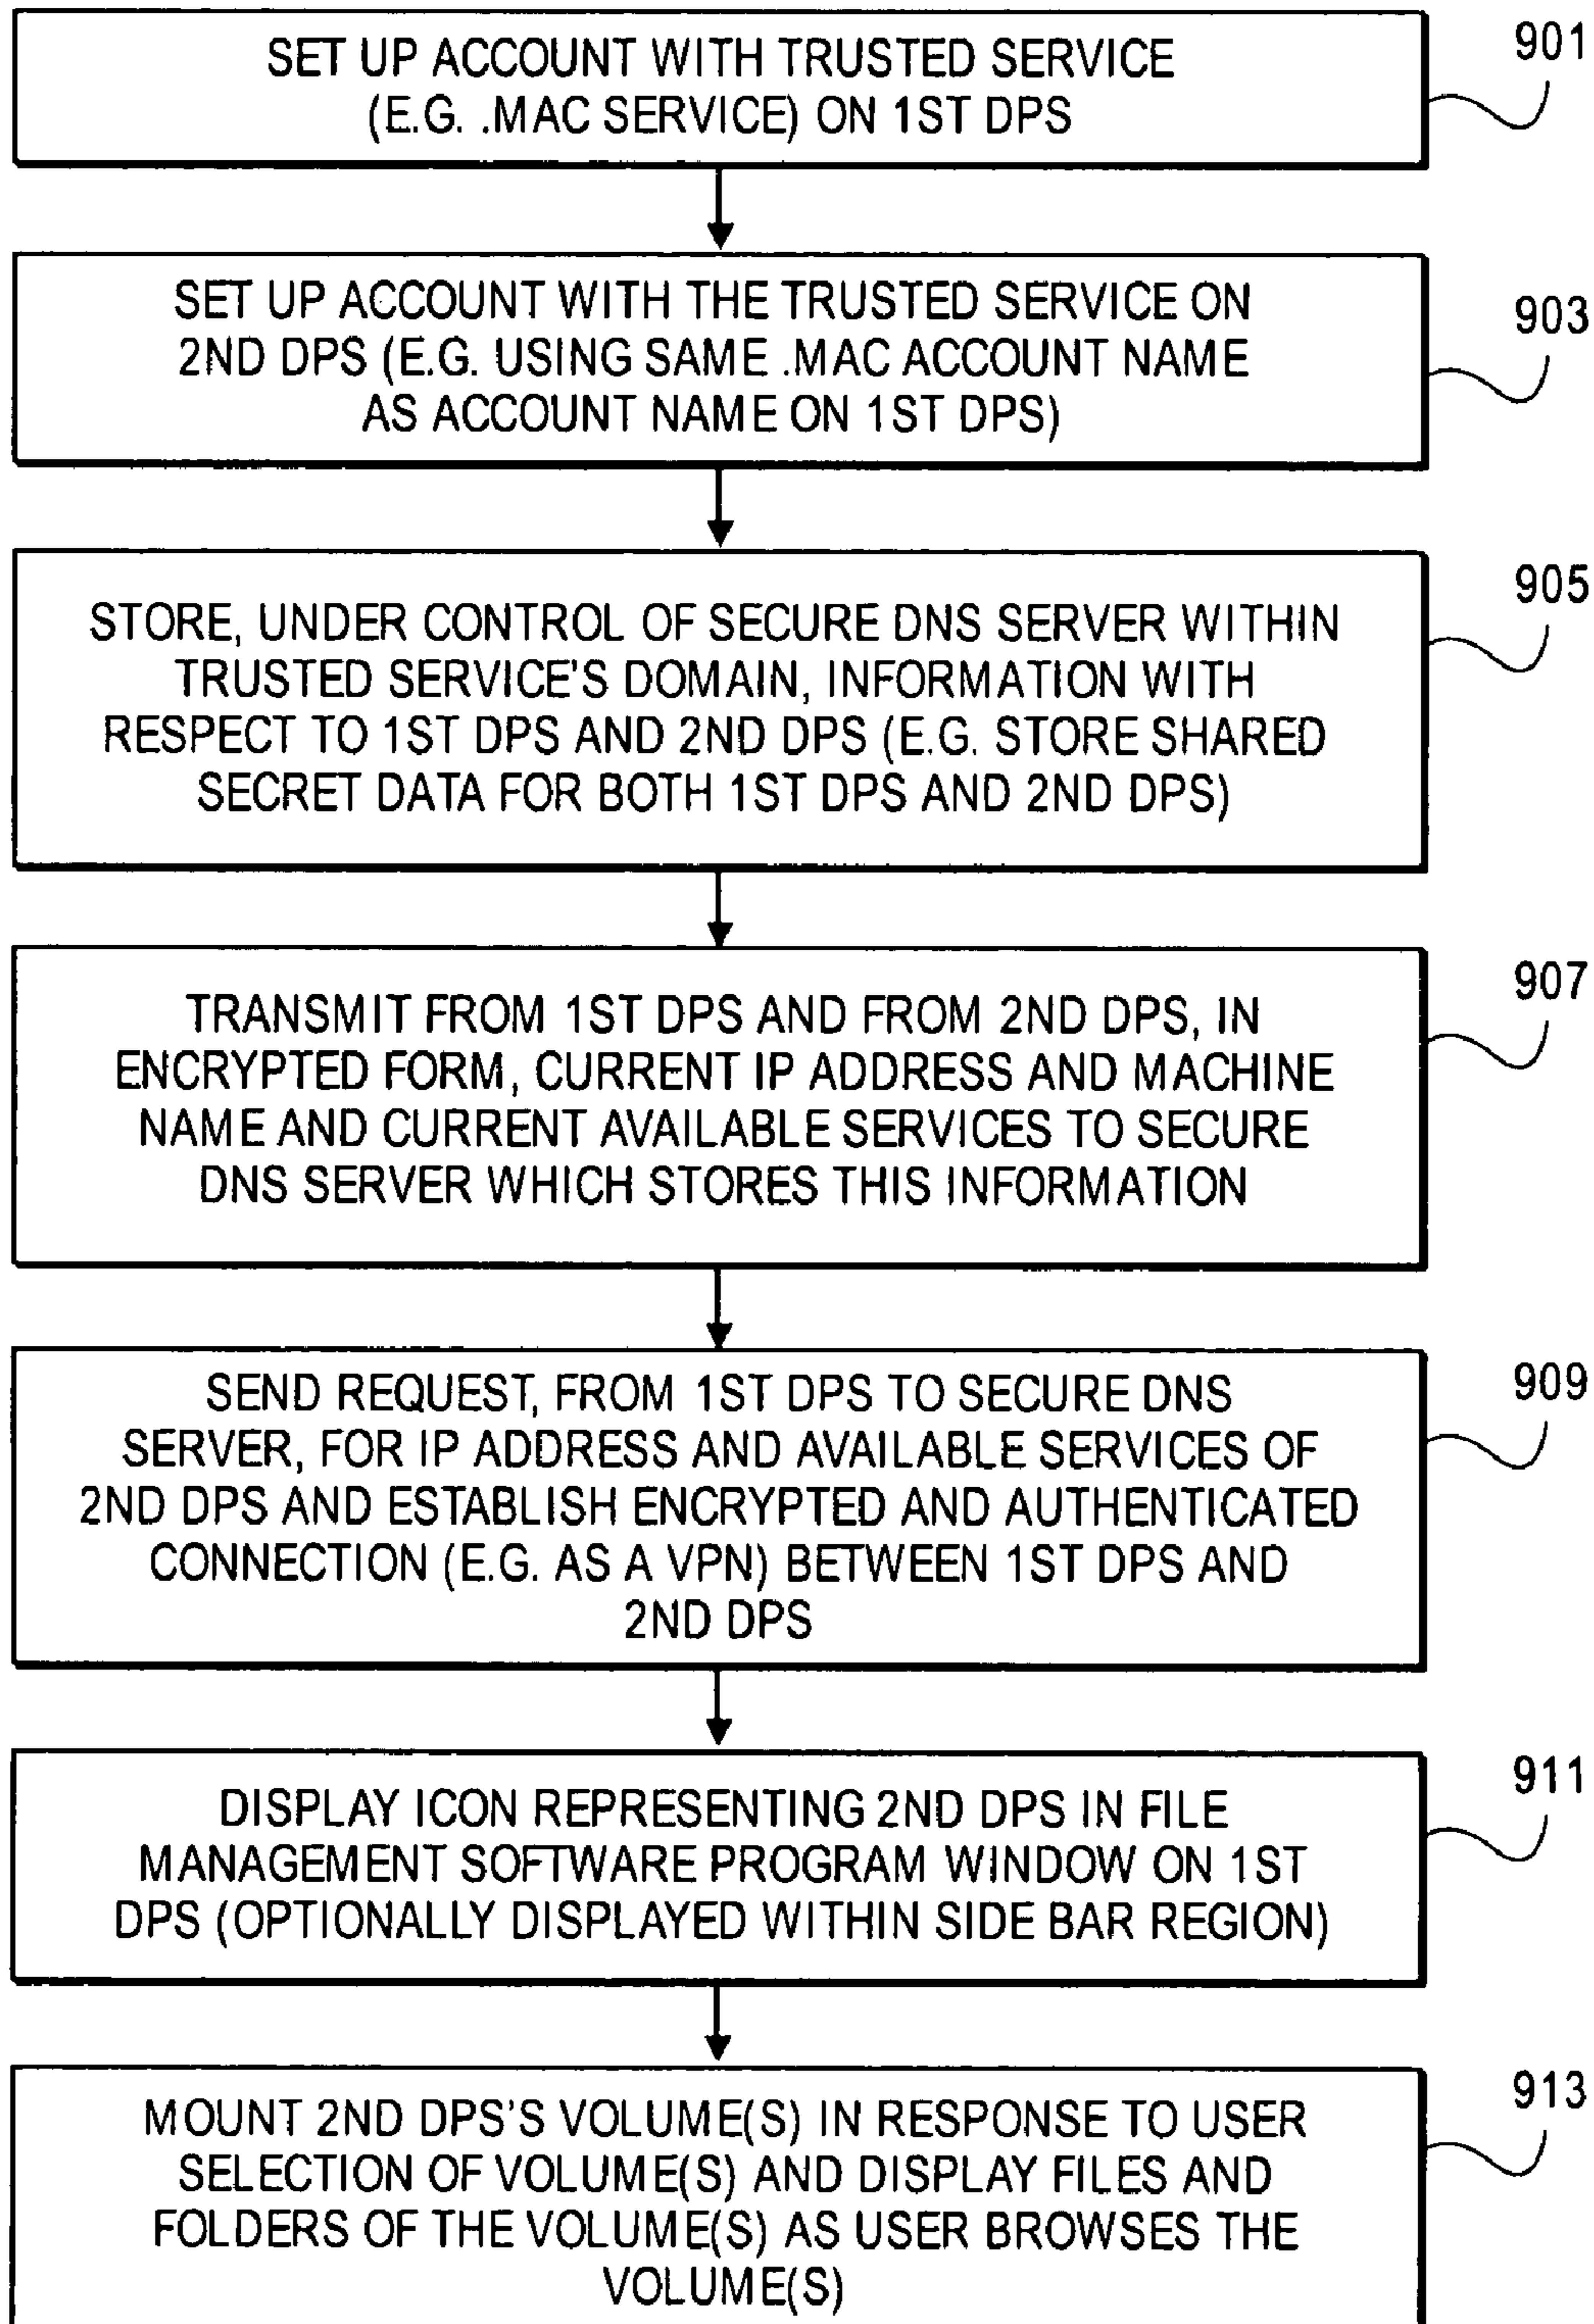 SET UP ACCOUNT WITH TRUSTED SERVICE
(E.G. .MAC SERVICE) ON 1ST DPS
901
SET UP ACCOUNT WITH THE TRUSTED SERVICE ON
2ND DPS (E.G. USING SAME .MAC ACCOUNT NAME
AS ACCOUNT NAME ON 1ST DPS)
903
STORE, UNDER CONTROL OF SECURE DNS SERVER WITHIN
TRUSTED SERVICE'S DOMAIN, INFORMATION WITH
RESPECT TO 1ST DPS AND 2ND DPS (E.G. STORE SHARED
SECRET DATA FOR BOTH 1ST DPS AND 2ND DPS)
905
TRANSMIT FROM 1ST DPS AND FROM 2ND DPS, IN
ENCRYPTED FORM, CURRENT IP ADDRESS AND MACHINE
NAME AND CURRENT AVAILABLE SERVICES TO SECURE
DNS SERVER WHICH STORES THIS INFORMATION
907
SEND REQUEST, FROM 1ST DPS TO SECURE DNS
SERVER, FOR IP ADDRESS AND AVAILABLE SERVICES OF
2ND DPS AND ESTABLISH ENCRYPTED AND AUTHENTICATED
CONNECTION (E.G. AS A VPN) BETWEEN 1ST DPS AND
2ND DPS
909
DISPLAY ICON REPRESENTING 2ND DPS IN FILE
MANAGEMENT SOFTWARE PROGRAM WINDOW ON 1ST
DPS (OPTIONALLY DISPLAYED WITHIN SIDE BAR REGION)
911
MOUNT 2ND DPS'S VOLUME(S) IN RESPONSE TO USER
SELECTION OF VOLUME(S) AND DISPLAY FILES AND
FOLDERS OF THE VOLUME(S) AS USER BROWSES THE
VOLUME(S)
913